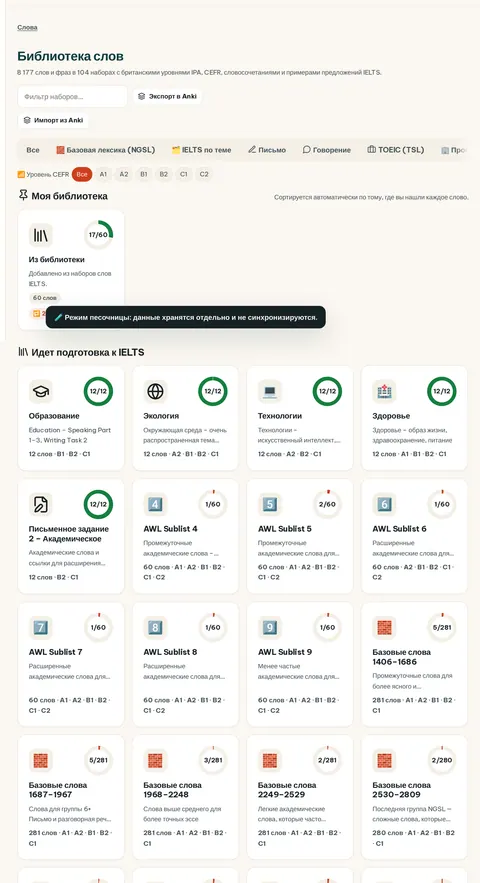 Слова
Библиотека слов
8 177 слов и фраз в 104 наборах с британскими уровнями IPA, CEFR, словосочетаниями и примерами предложений IELTS.
Фильтр наборов...
Экспорт в Anki
Импорт из Anki
Все
Базовая лексика (NGSL)
IELTS по теме
Письмо
Говорение
TOEIC (TSL)
Уровень CEFR
Все
A1
A2
B1
B2
C1
C2
Моя библиотека
Сортируется автоматически по тому, где вы нашли каждое слово.
17/60
Из библиотеки
Добавлено из наборов слов
IELTS.
60 слов
Режим песочницы: данные хранятся отдельно и не синхронизируются.
Идет подготовка к IELTS
12/12
Образование
Education – Speaking Part
1–3, Writing Task 2
12 слов · B1 · B2 · C1
12/12
Экология
Окружающая среда – очень
распространенная тема...
12 слов · A2 · B2 · C1
12/12
Технологии
Технологии –
искусственный интеллект,...
12 слов · A2 · B2 · C1
12/12
Здоровье
Здоровье – образ жизни,
здравоохранение, питание
12 слов · A1 · B1 · B2 · C1
12/12
Письменное задание
2 – Академическое
Академические слова и
ссылки для расширения...
12 слов · B2 · C1
4
1/60
AWL Sublist 4
Промежуточные
академические слова – ...
60 слов · A1 · A2 · B1 · B2 ·
C1 · C2
5
2/60
AWL Sublist 5
Промежуточные
академические слова для...
60 слов · A1 · A2 · B1 · B2 ·
C1 · C2
6
1/60
AWL Sublist 6
Расширенные
академические слова для...
60 слов · A1 · A2 · B2 · C1 ·
C2
7
1/60
AWL Sublist 7
Расширенные
академические слова для...
60 слов · A1 · A2 · B1 · B2 ·
C1 · C2
8
1/60
AWL Sublist 8
Расширенные
академические слова для...
60 слов · A1 · A2 · B1 · B2 ·
C1 · C2
9
1/60
AWL Sublist 9
Менее частые
академические слова для...
60 слов · A1 · A2 · B1 · B2 ·
C1 · C2
5/281
Базовые слова
1406–1686
Промежуточные слова для
более ясного и...
281 слов · A1 · A2 · B1 · B2 ·
C1
5/281
Базовые слова
1687–1967
Слова для группы 6+
Письмо и разговорная реч...
281 слов · A1 · A2 · B1 · B2 ·
C1
3/281
Базовые слова
1968–2248
Слова выше среднего для
более точных эссе
281 слов · A1 · A2 · B1 · B2 ·
C1
2/281
Базовые слова
2249–2529
Легкие академические
слова, которые часто...
281 слов · A1 · A2 · B1 · B2 ·
C1
2/280
Базовые слова
2530–2809
Последняя группа NGSL —
сложные слова, которые...
280 слов · A1 · A2 · B1 · B2
· C1